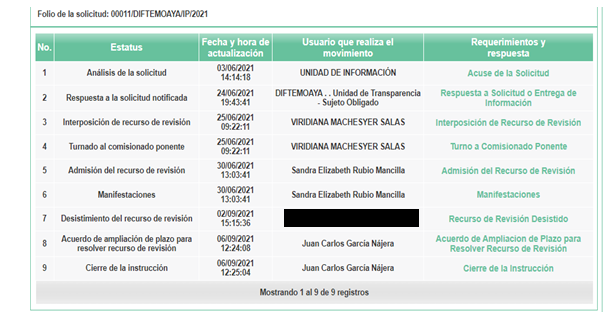 Folio de la solicitud: 00011/DIFTEMOAYA/IP/2021
No. Estatus Fecha y hora de actualización Usuario que realiza el movimiento Requerimientos y respuesta
1 Análisis de la solicitud 03/06/2021 14:14:18 UNIDAD DE INFORMACIÓN Acuse de la Solicitud
2 Respuesta a la solicitud notificada 24/06/2021 19:43:41 DIFTEMOAYA . . Unidad de Transparencia - Sujeto Obligado Respuesta a Solicitud o Entrega de Información
3 Interposición de Recurso de Revisión 25/06/2021 09:22:11 VIRIDIANA MACHESYER SALAS Interposición de Recurso de Revisión
4 Turnado al comisionado ponente 25/06/2021 09:22:11 VIRIDIANA MACHESYER SALAS Turno a Comisionado Ponente
5 Admisión del recurso de revisión 30/06/2021 13:03:41 Sandra Elizabeth Rubio Mancilla Admisión del Recurso de Revisión
6 Manifestaciones 30/06/2021 13:03:41 Sandra Elizabeth Rubio Mancilla Manifestaciones
7 Desistimiento del recurso de revisión 02/09/2021 15:15:36 Recurso de Revisión Desistido
8 Acuerdo de ampliación de plazo para resolver recurso de revisión 06/09/2021 12:24:08 Juan Carlos García Nájera Acuerdo de Ampliacion de Plazo para Resolver Recurso de Revisión
9 Cierre de la instrucción 06/09/2021 12:25:04 Juan Carlos García Nájera Cierre de la Instrucción
Mostrando 1 al 9 de 9 registros